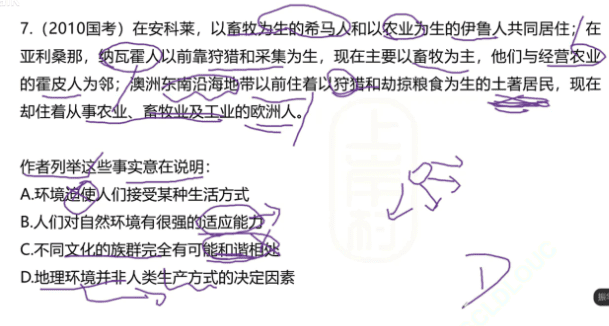 7.（2010国考）在安科莱，以畜牧为生的希马人和以农业为生的伊鲁人共同居住；在
亚利桑那，纳瓦霍人以前靠狩猎和采集为生，现在主要以畜牧为主，他们与经营农业
的霍皮人为邻；澳洲东南沿海地带以前住着以狩猎和劫掠粮食为生的土著居民，现在
却住着从事农业、畜牧业及工业的欧洲人。
作者列举这些事实意在说明：
A.环境迫使人们接受某种生活方式
B.人们对自然环境有很强的适应能力
C.不同文化的族群完全有可能和谐相处
D.地理环境并非人类生产方式的决定因素
D